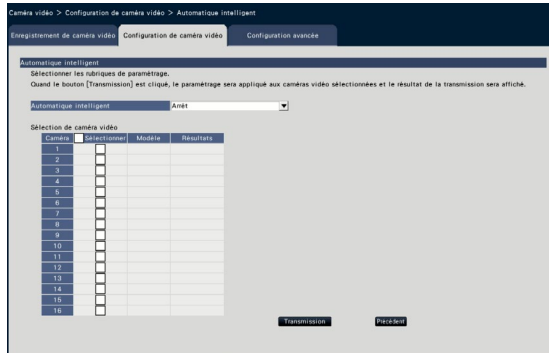 Caméra vidéo > Configuration de caméra vidéo > Automatique intelligent
Enregistrement de caméra vidéo Configuration de caméra vidéo Configuration avancée
Automatique intelligent
Sélectionner les rubriques de paramétrage.
Quand le bouton [Transmission] est cliqué, le paramétrage sera appliqué aux caméras vidéo sélectionnées et le résultat de la transmission sera affiché.
Automatique intelligent Arrêt
Sélection de caméra vidéo
Caméra Sélectionner Modèle Résultats
1
2
3
4
5
6
7
8
9
10
11
12
13
14
15
16
Transmission Précédent